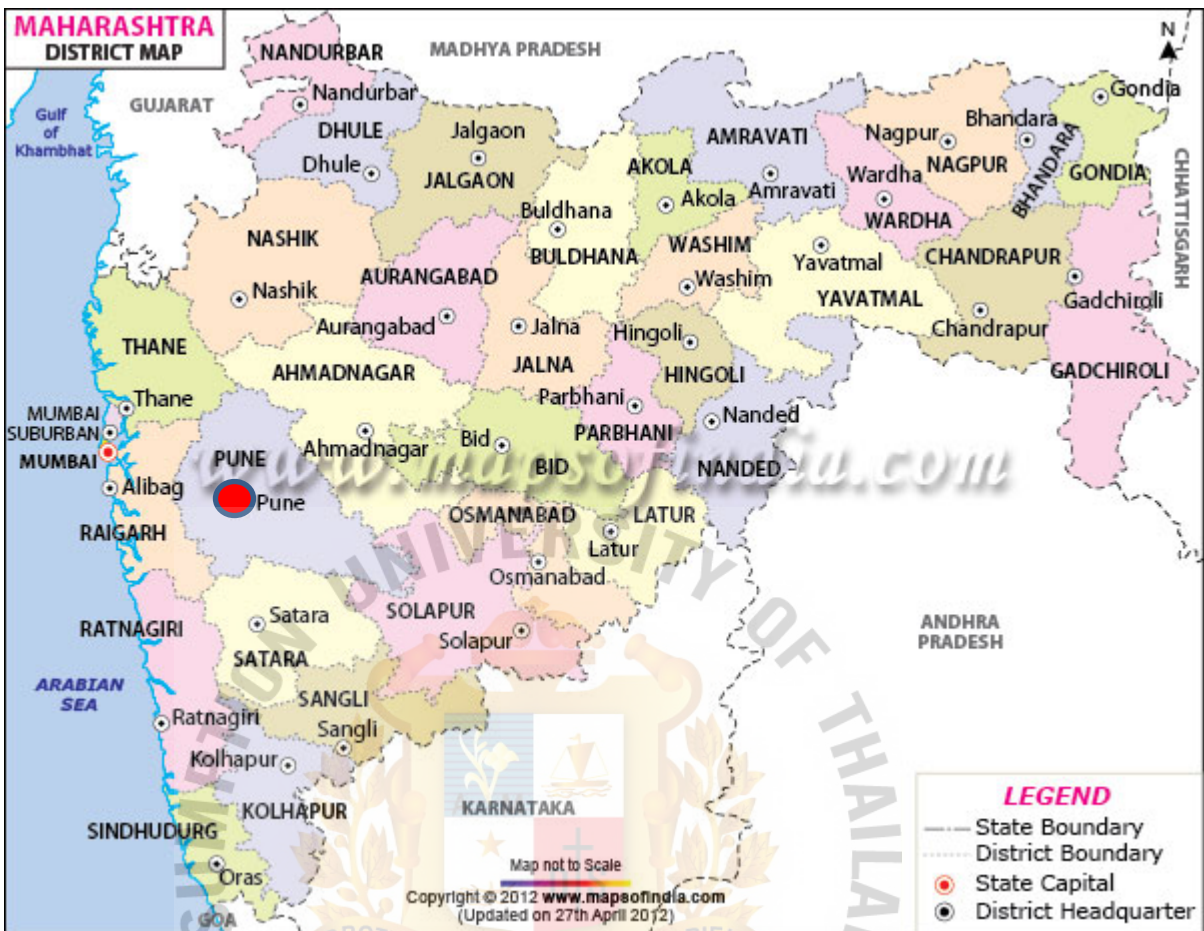 MAHARASHTRA
DISTRICT MAP
NANDURBAR
MADHYA PRADESH
N
GUJARAT
Nandurbar
Gondia
Gulf
of
Khambhat
DHULE
Jalgaon
AMRAVATI
Nagpur
Bhandara
Dhule
JALGAON
AKOLA
Amravati
Wardha
NAGPUR
BHANDARA
GONDIA
CHHATTISGARH
Buldhana
Akola
WARDHA
NASHIK
BULDHANA
WASHIM
CHANDRAPUR
AURANGABAD
Washim
Yavatmal
YAVATMAL
Gadchiroli
Nashik
Aurangabad
Jalna
Hingoli
Chandrapur
THANE
AHMADNAGAR
JALNA
HINGOLI
GADCHIROLI
Thane
Parbhani
Nanded
MUMBAI
SUBURBAN
MUMBAI
PUNE
Ahmadnagar
Bid
BID
PARBHANI
NANDED
www.mapsofindia.com
Alibag
Pune
RAIGARH
OSMANABAD
LATUR
Latur
Osmanabad
RATNAGIRI
Satara
SOLAPUR
Solapur
ANDHRA
PRADESH
SATARA
ARABIAN
SEA
SANGLI
Ratnagiri
Sangli
Kolhapur
KOLHAPUR
KARNATAKA
SINDHUDURG
Oras
GOA
UMPTION UNIVERSITY OF THAILA
Map not to Scale
Copyright © 2012 www.mapsofindia.com
(Updated on 27th April 2012)
LEGEND
State Boundary
District Boundary
State Capital
District Headquarter